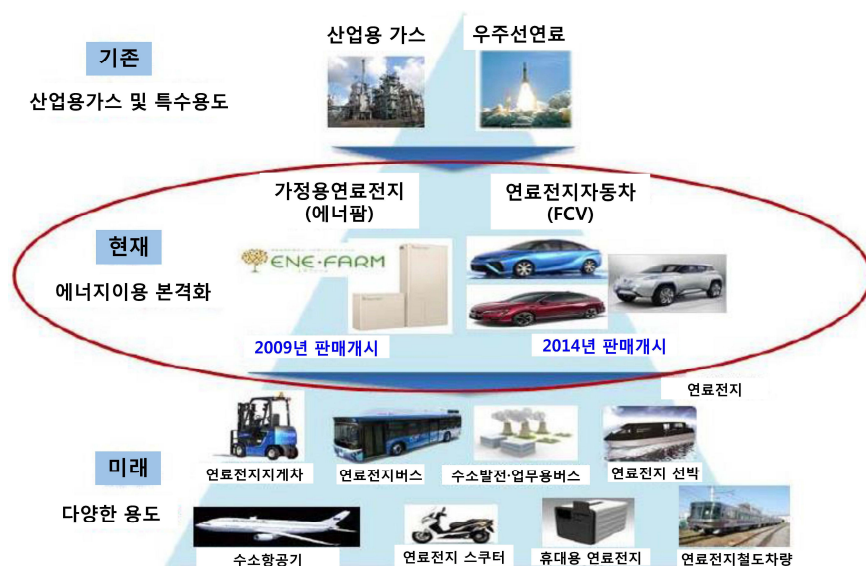 기존
산업용가스 및 특수용도
산업용 가스
우주선연료
현재
에너지이용 본격화
가정용연료전지
(에너팜)
연료전지자동차
(FCV)
ENE·FARM
2009년 판매개시
2014년 판매개시
미래
다양한 용도
연료전지
연료전지지게차
연료전지버스
수소발전·업무용버스
연료전지 선박
수소항공기
연료전지 스쿠터
휴대용 연료전지
연료전지철도차량